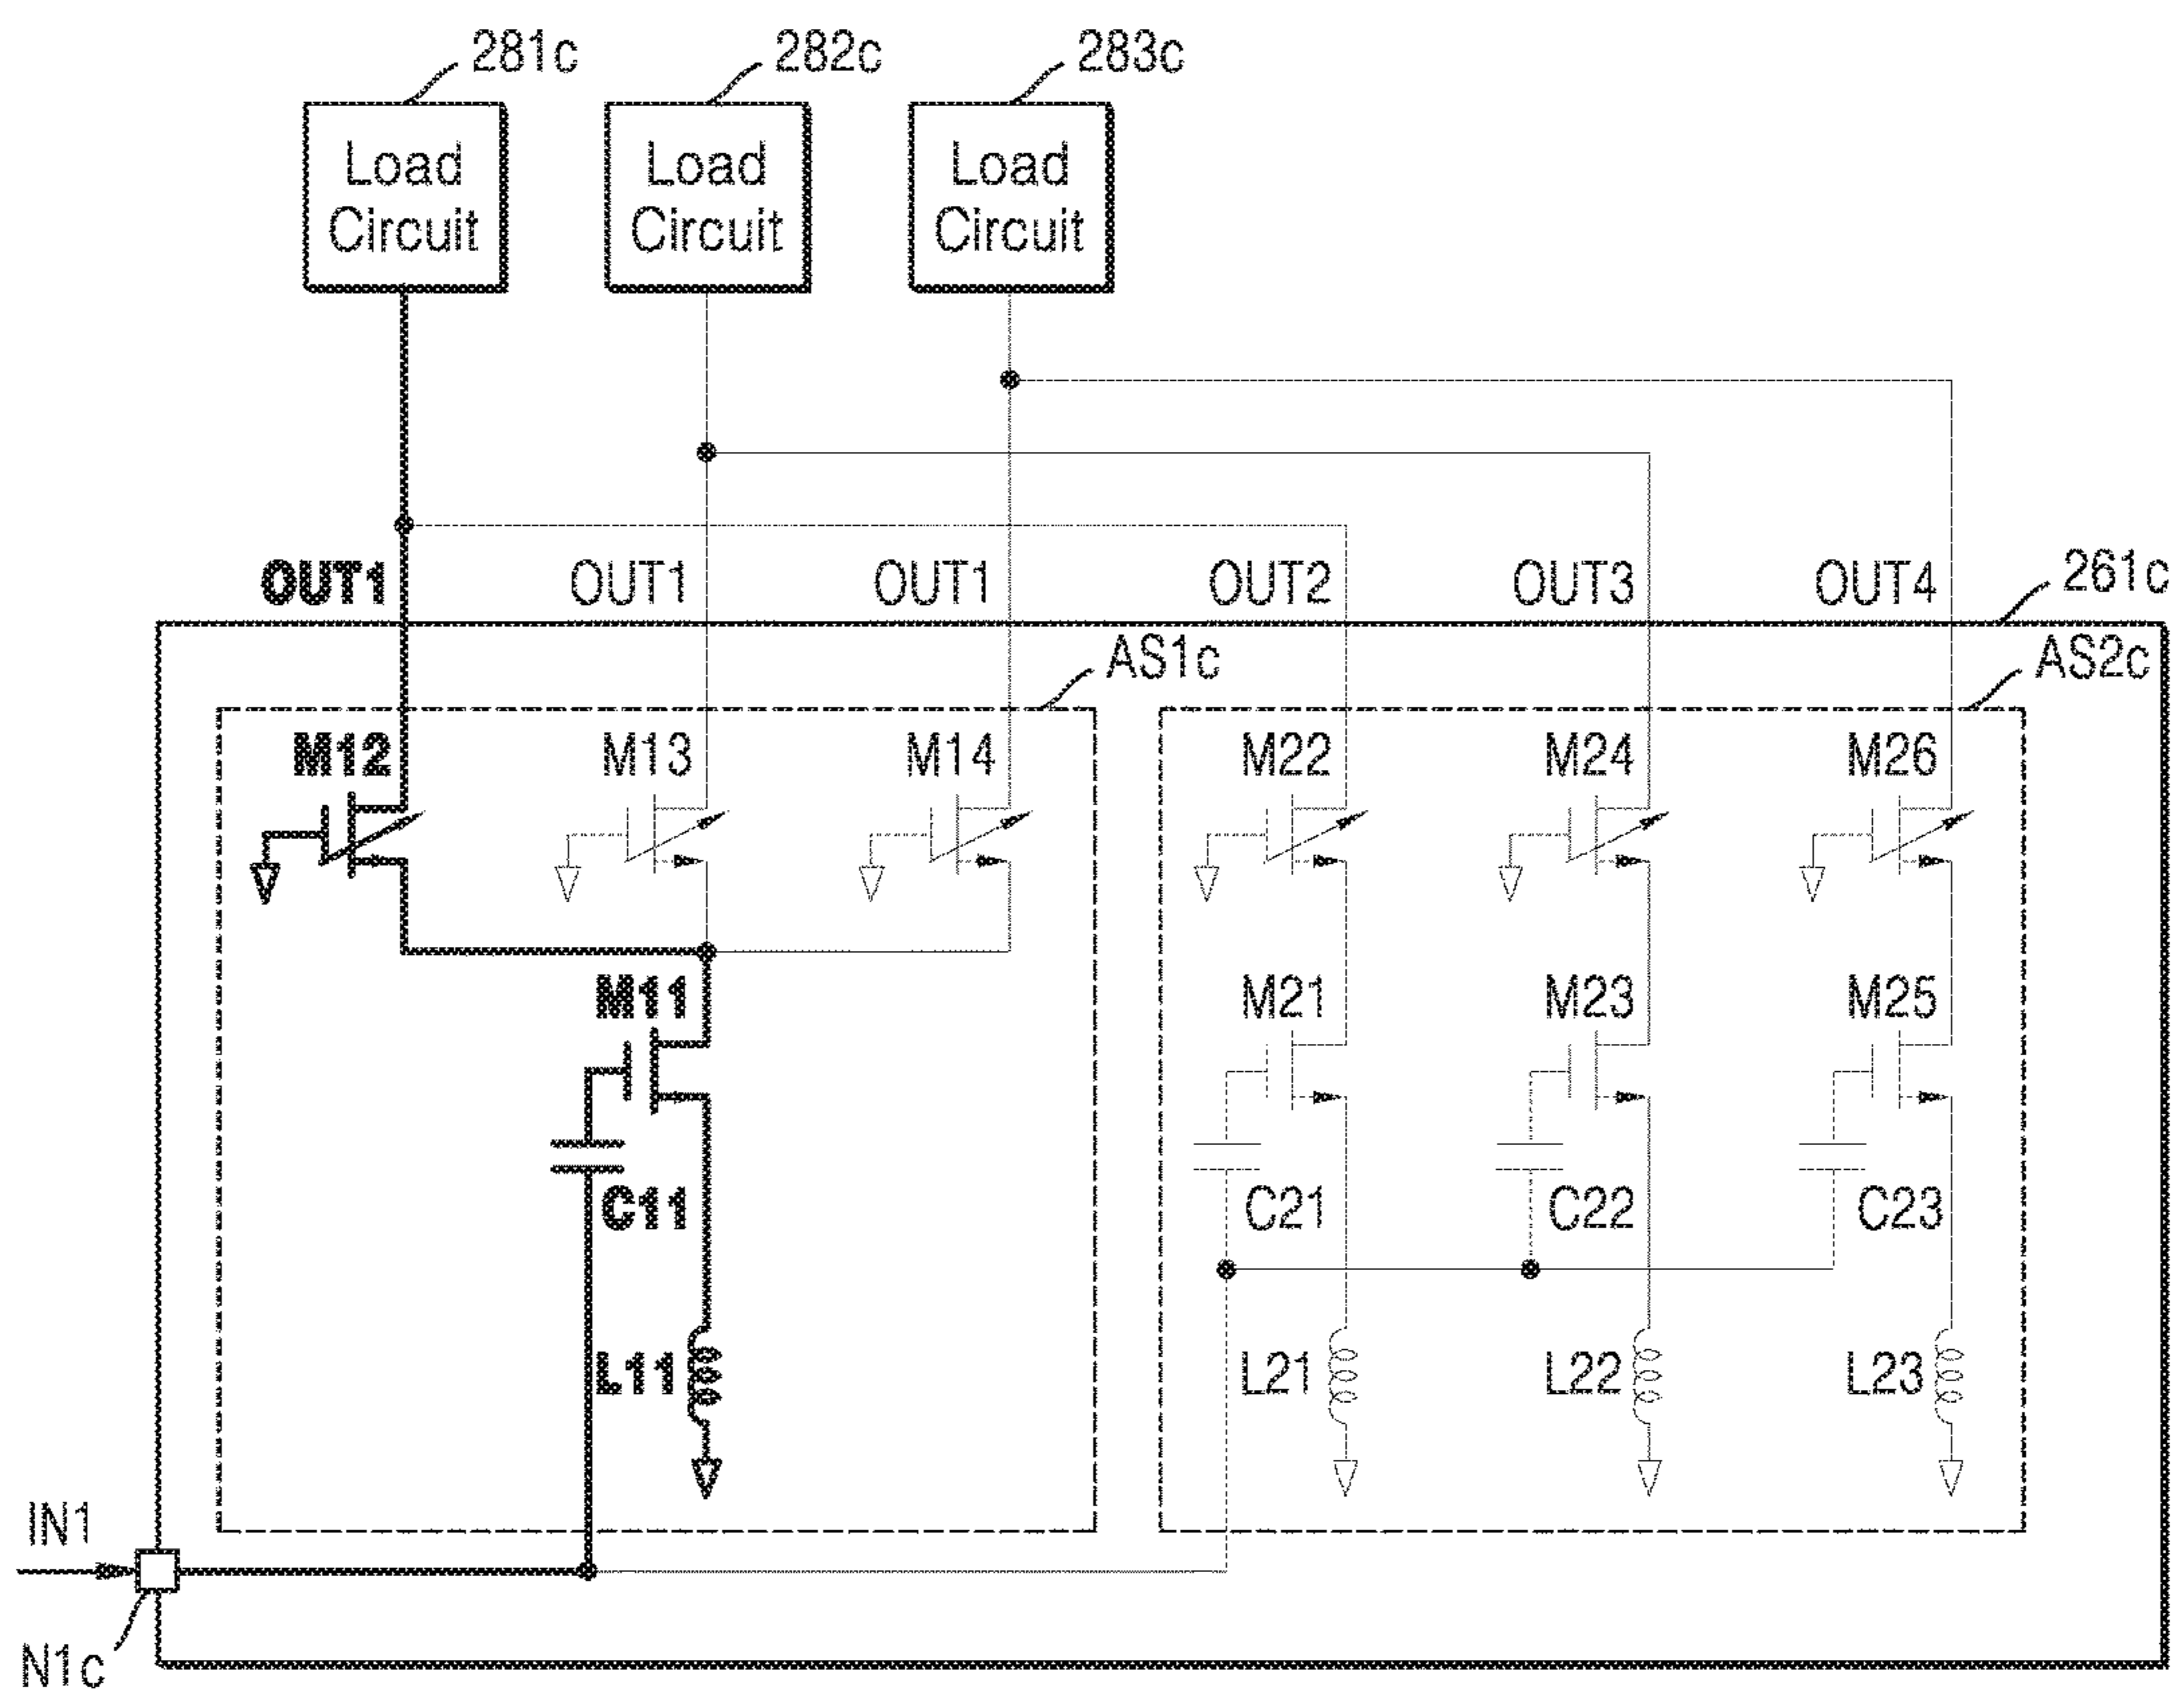 281c
282c
283c
Load
Circuit
Load
Circuit
Load
Circuit
OUT1
OUT1
OUT1
OUT2
OUT3
OUT4
261c
AS1c
AS2c
M12
M13
M14
M22
M24
M26
M11
M21
M23
M25
C11
C21
C22
C23
L11
L21
L22
L23
IN1
N1c